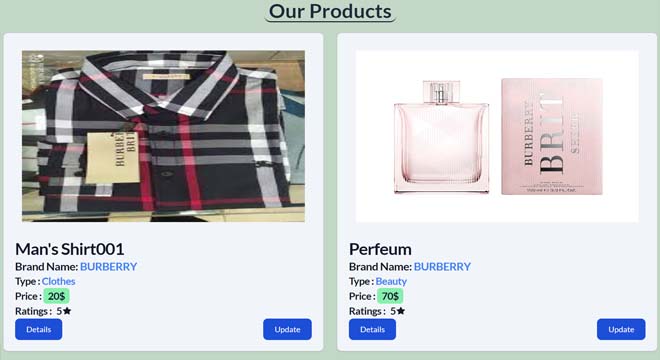 Our Products
BURBERRY
BRIT
BURBERRY
BRIT
SHEER
Man's Shirt001
Brand Name: BURBERRY
Type : Clothes
Price : 20$
Ratings : 5★
Details
Update
Perfeum
Brand Name: BURBERRY
Type : Beauty
Price : 70$
Ratings : 5★
Details
Update